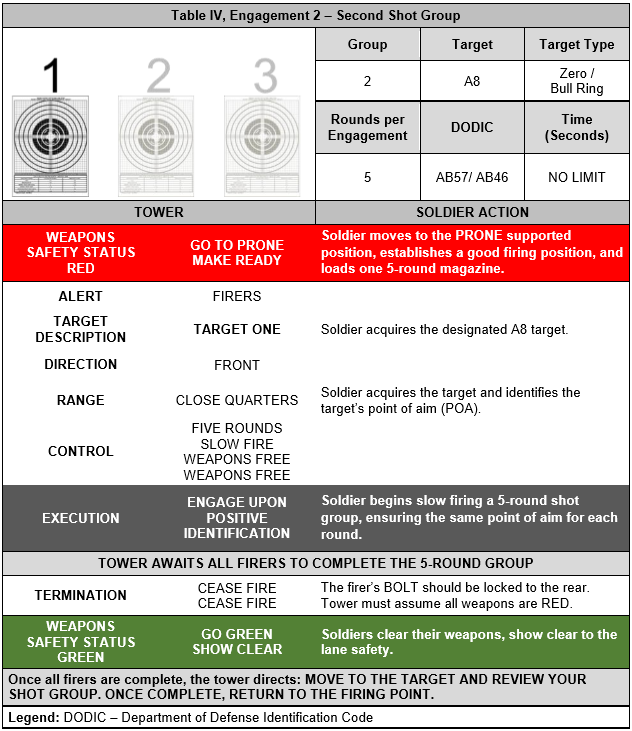 Table IV, Engagement 2 – Second Shot Group
1
2
3
Group
Target
Target Type
2
A8
Zero /
Bull Ring
Rounds per
Engagement
DODIC
Time
(Seconds)
5
AB57/ AB46
NO LIMIT
TOWER
SOLDIER ACTION
WEAPONS
SAFETY STATUS
RED
GO TO PRONE
MAKE READY
Soldier moves to the PRONE supported
position, establishes a good firing position, and
loads one 5-round magazine.
ALERT
FIRERS
TARGET
DESCRIPTION
TARGET ONE
Soldier acquires the designated A8 target.
DIRECTION
FRONT
RANGE
CLOSE QUARTERS
Soldier acquires the target and identifies the
target's point of aim (POA).
CONTROL
FIVE ROUNDS
SLOW FIRE
WEAPONS FREE
WEAPONS FREE
EXECUTION
ENGAGE UPON
POSITIVE
IDENTIFICATION
Soldier begins slow firing a 5-round shot
group, ensuring the same point of aim for each
round.
TOWER AWAITS ALL FIRERS TO COMPLETE THE 5-ROUND GROUP
TERMINATION
CEASE FIRE
CEASE FIRE
The firer's BOLT should be locked to the rear.
Tower must assume all weapons are RED.
WEAPONS
SAFETY STATUS
GREEN
GO GREEN
SHOW CLEAR
Soldiers clear their weapons, show clear to the
lane safety.
Once all firers are complete, the tower directs: MOVE TO THE TARGET AND REVIEW YOUR
SHOT GROUP. ONCE COMPLETE, RETURN TO THE FIRING POINT.
Legend: DODIC – Department of Defense Identification Code